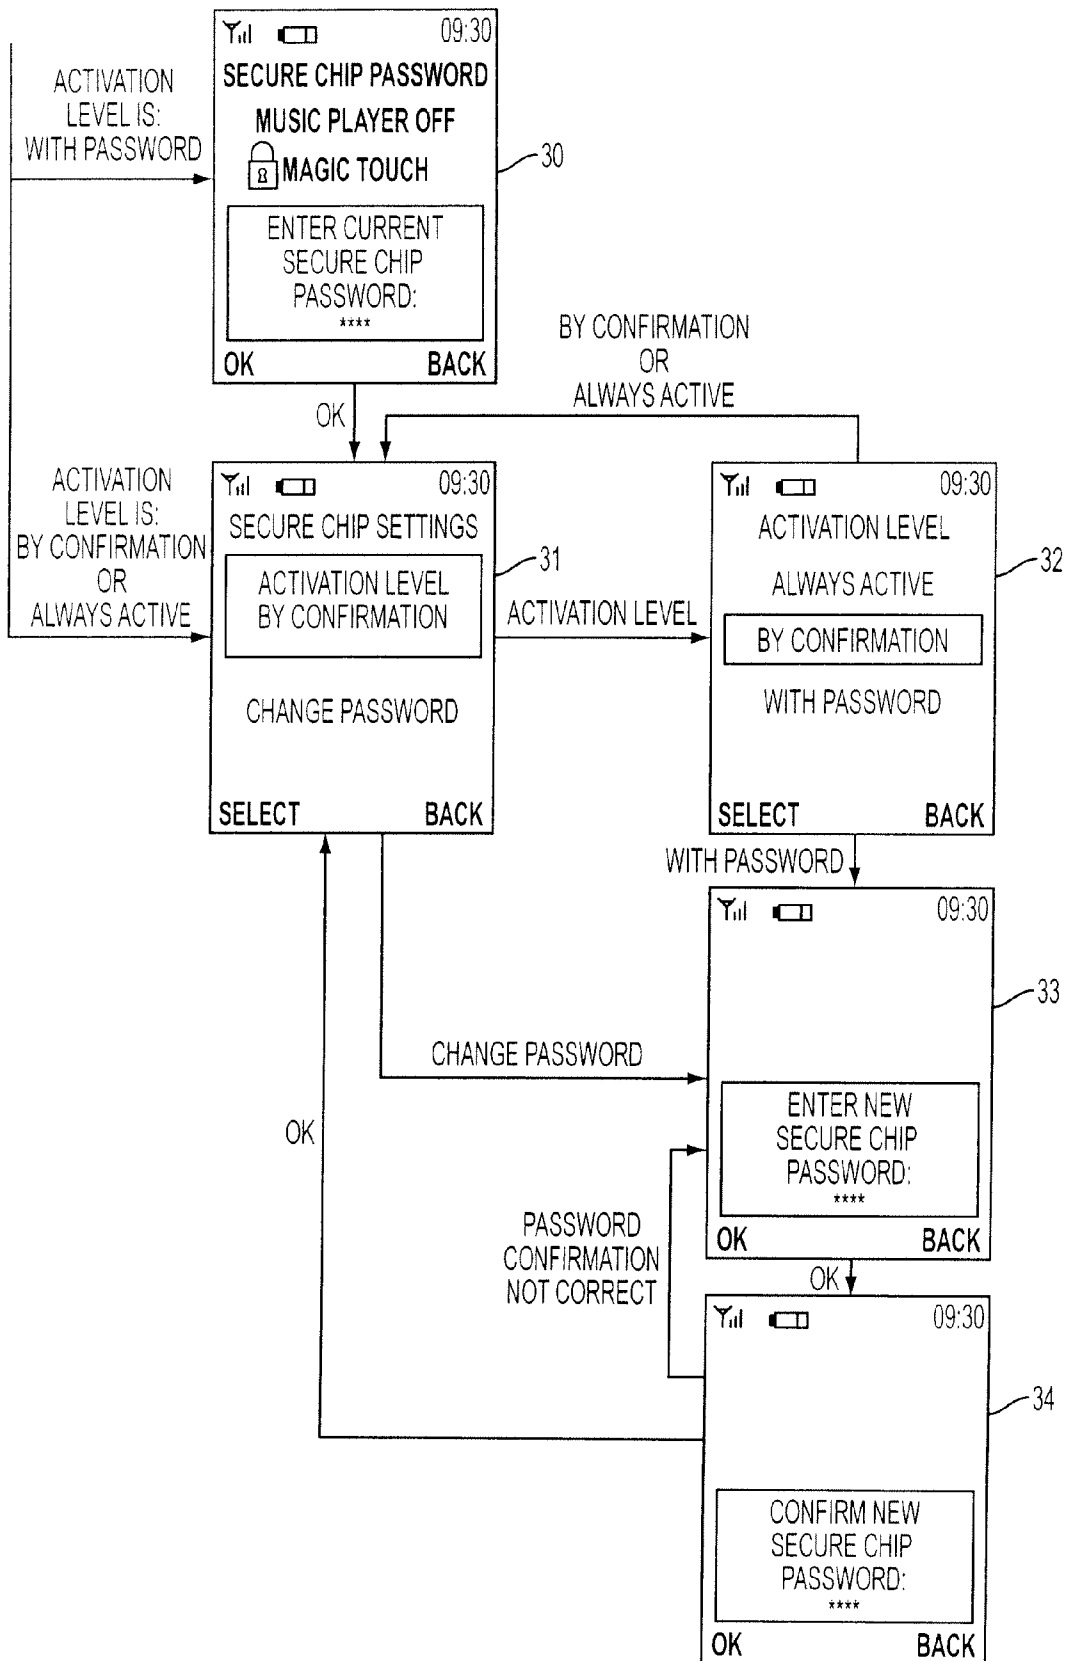 09:30
SECURE CHIP PASSWORD
MUSIC PLAYER OFF
MAGIC TOUCH
ENTER CURRENT
SECURE CHIP
PASSWORD:
****
OK
BACK
30
ACTIVATION
LEVEL IS:
WITH PASSWORD
OK
BY CONFIRMATION
OR
ALWAYS ACTIVE
ACTIVATION
LEVEL IS:
BY CONFIRMATION
OR
ALWAYS ACTIVE
09:30
SECURE CHIP SETTINGS
ACTIVATION LEVEL
BY CONFIRMATION
CHANGE PASSWORD
SELECT
BACK
31
ACTIVATION LEVEL
09:30
ACTIVATION LEVEL
ALWAYS ACTIVE
BY CONFIRMATION
WITH PASSWORD
SELECT
BACK
32
WITH PASSWORD
09:30
ENTER NEW
SECURE CHIP
PASSWORD:
****
OK
BACK
33
CHANGE PASSWORD
OK
PASSWORD
CONFIRMATION
NOT CORRECT
OK
09:30
CONFIRM NEW
SECURE CHIP
PASSWORD:
****
OK
BACK
34